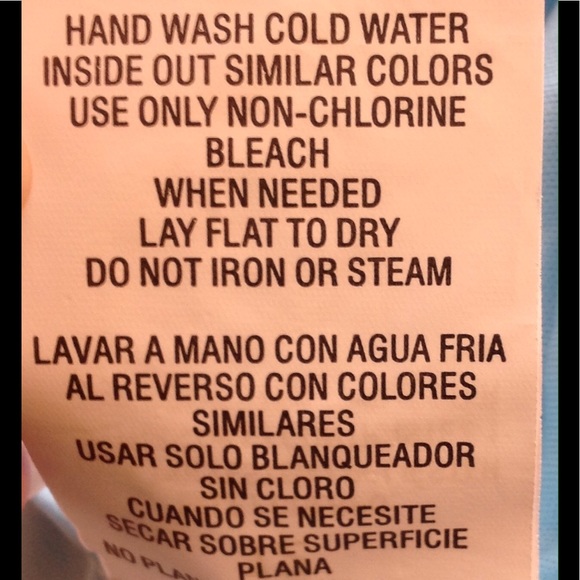 HAND WASH COLD WATER
INSIDE OUT SIMILAR COLORS
USE ONLY NON-CHLORINE
BLEACH
WHEN NEEDED
LAY FLAT TO DRY
DO NOT IRON OR STEAM
LAVAR A MANO CON AGUA FRIA
AL REVERSO CON COLORES
SIMILARES
USAR SOLO BLANQUEADOR
SIN CLORO
CUANDO SE NECESITE
SECAR SOBRE SUPERFICIE
PLANA
NO